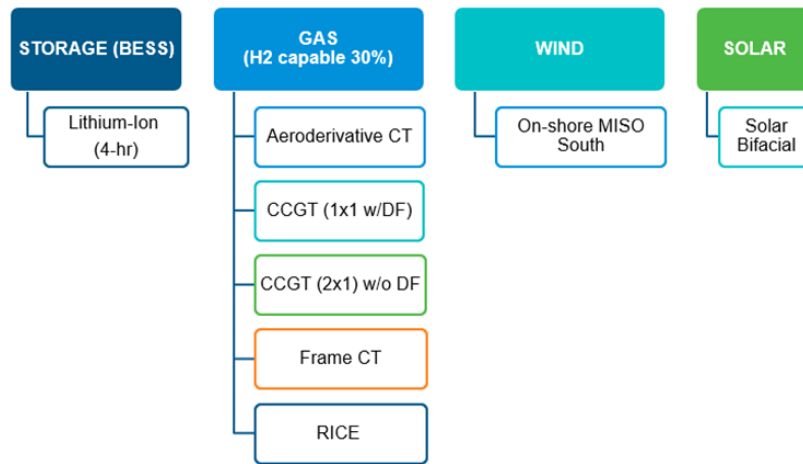 STORAGE (BESS)
Lithium-Ion
(4-hr)
GAS
(H2 capable 30%)
Aeroderivative CT
CCGT (1x1 w/DF)
CCGT (2x1) w/o DF
Frame CT
RICE
WIND
On-shore MISO
South
SOLAR
Solar
Bifacial